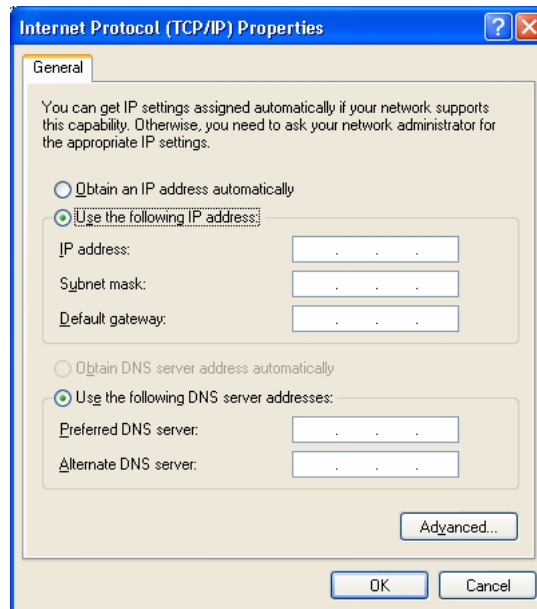 Internet Protocol (TCP/IP) Properties
General
You can get IP settings assigned automatically if your network supports
this capability. Otherwise, you need to ask your network administrator for
the appropriate IP settings.
Obtain an IP address automatically
Use the following IP address:
IP address:
Subnet mask:
Default gateway:
Obtain DNS server address automatically
Use the following DNS server addresses:
Preferred DNS server:
Alternate DNS server:
Advanced...
OK Cancel